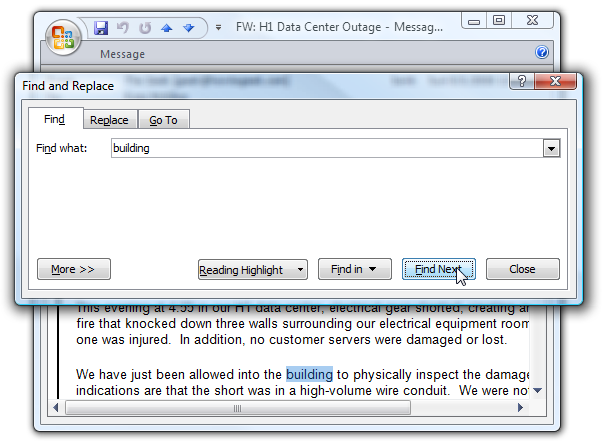 FW: H1 Data Center Outage - Messag...
Message
Find and Replace
Find Replace Go To
Find what: building
More >> Reading Highlight Find in Find Next Close
This evening at 4:55 in our H1 data center, electrical gear shorted, creating an
fire that knocked down three walls surrounding our electrical equipment room
one was injured. In addition, no customer servers were damaged or lost.
We have just been allowed into the building to physically inspect the damage
indications are that the short was in a high-volume wire conduit. We were no